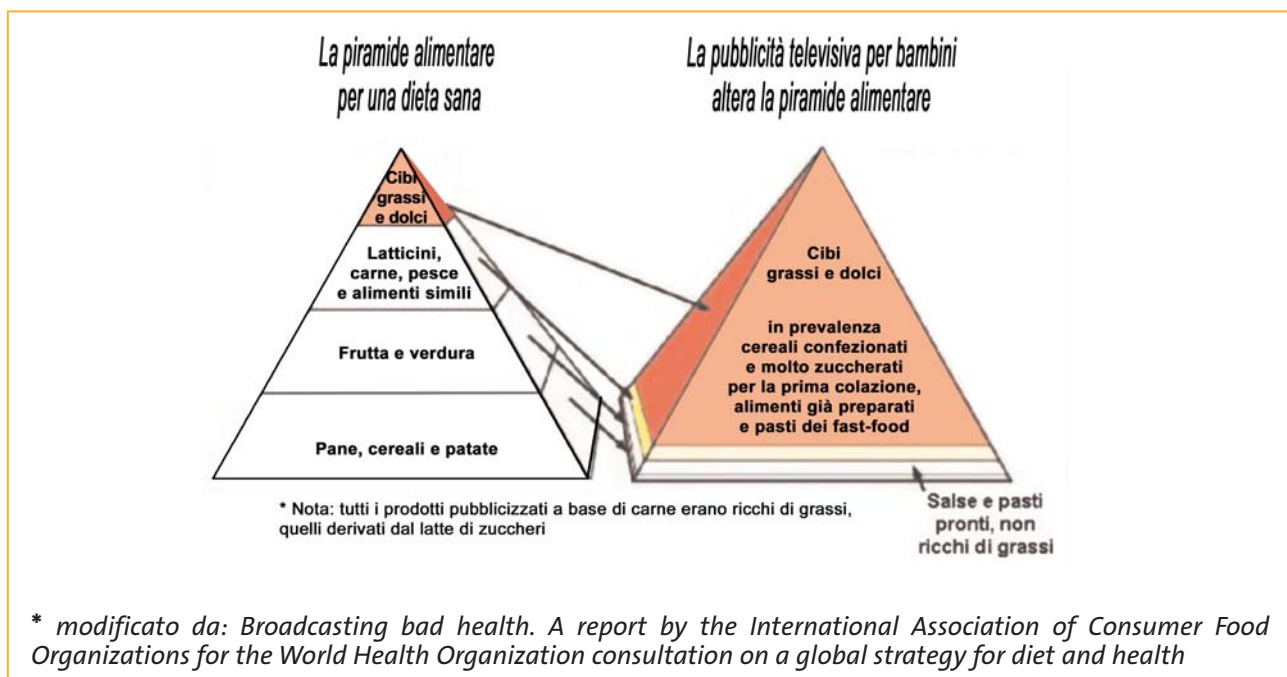 La piramide alimentare
per una dieta sana
La pubblicità televisiva per bambini
altera la piramide alimentare
Cibi
grassi
e dolci
Latticini,
carne, pesce
e alimenti simili
Frutta e verdura
Pane, cereali e patate
Cibi
grassi e dolci
in prevalenza
cereali confezionati
e molto zuccherati
per la prima colazione,
alimenti già preparati
e pasti dei fast-food
Salse e pasti
pronti, non
ricchi di grassi
* Nota: tutti i prodotti pubblicizzati a base di carne erano ricchi di grassi,
quelli derivati dal latte di zuccheri
* modificato da: Broadcasting bad health. A report by the International Association of Consumer Food
Organizations for the World Health Organization consultation on a global strategy for diet and health